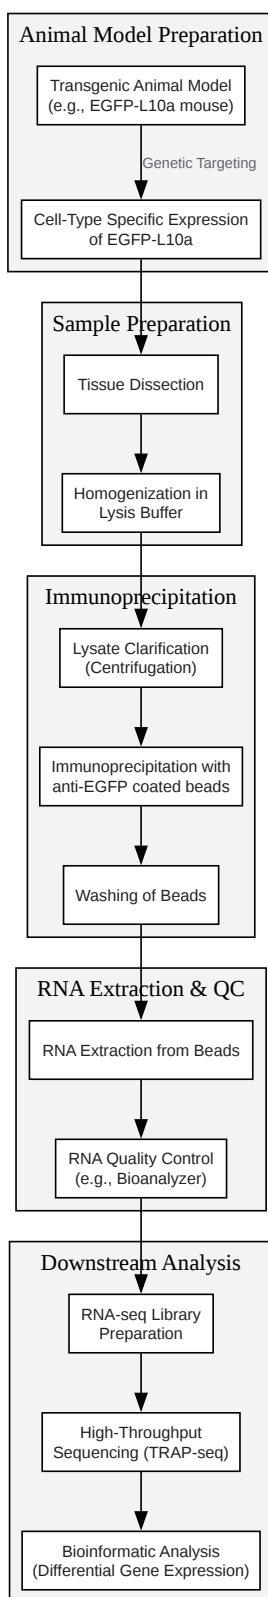 Animal Model Preparation
Transgenic Animal Model
(e.g., EGFP-L10a mouse)
Genetic Targeting
Cell-Type Specific Expression
of EGFP-L10a
Sample Preparation
Tissue Dissection
Homogenization in
Lysis Buffer
Immunoprecipitation
Lysate Clarification
(Centrifugation)
Immunoprecipitation with
anti-EGFP coated beads
Washing of Beads
RNA Extraction & QC
RNA Extraction from Beads
RNA Quality Control
(e.g., Bioanalyzer)
Downstream Analysis
RNA-seq Library
Preparation
High-Throughput
Sequencing (TRAP-seq)
Bioinformatic Analysis
(Differential Gene Expression)